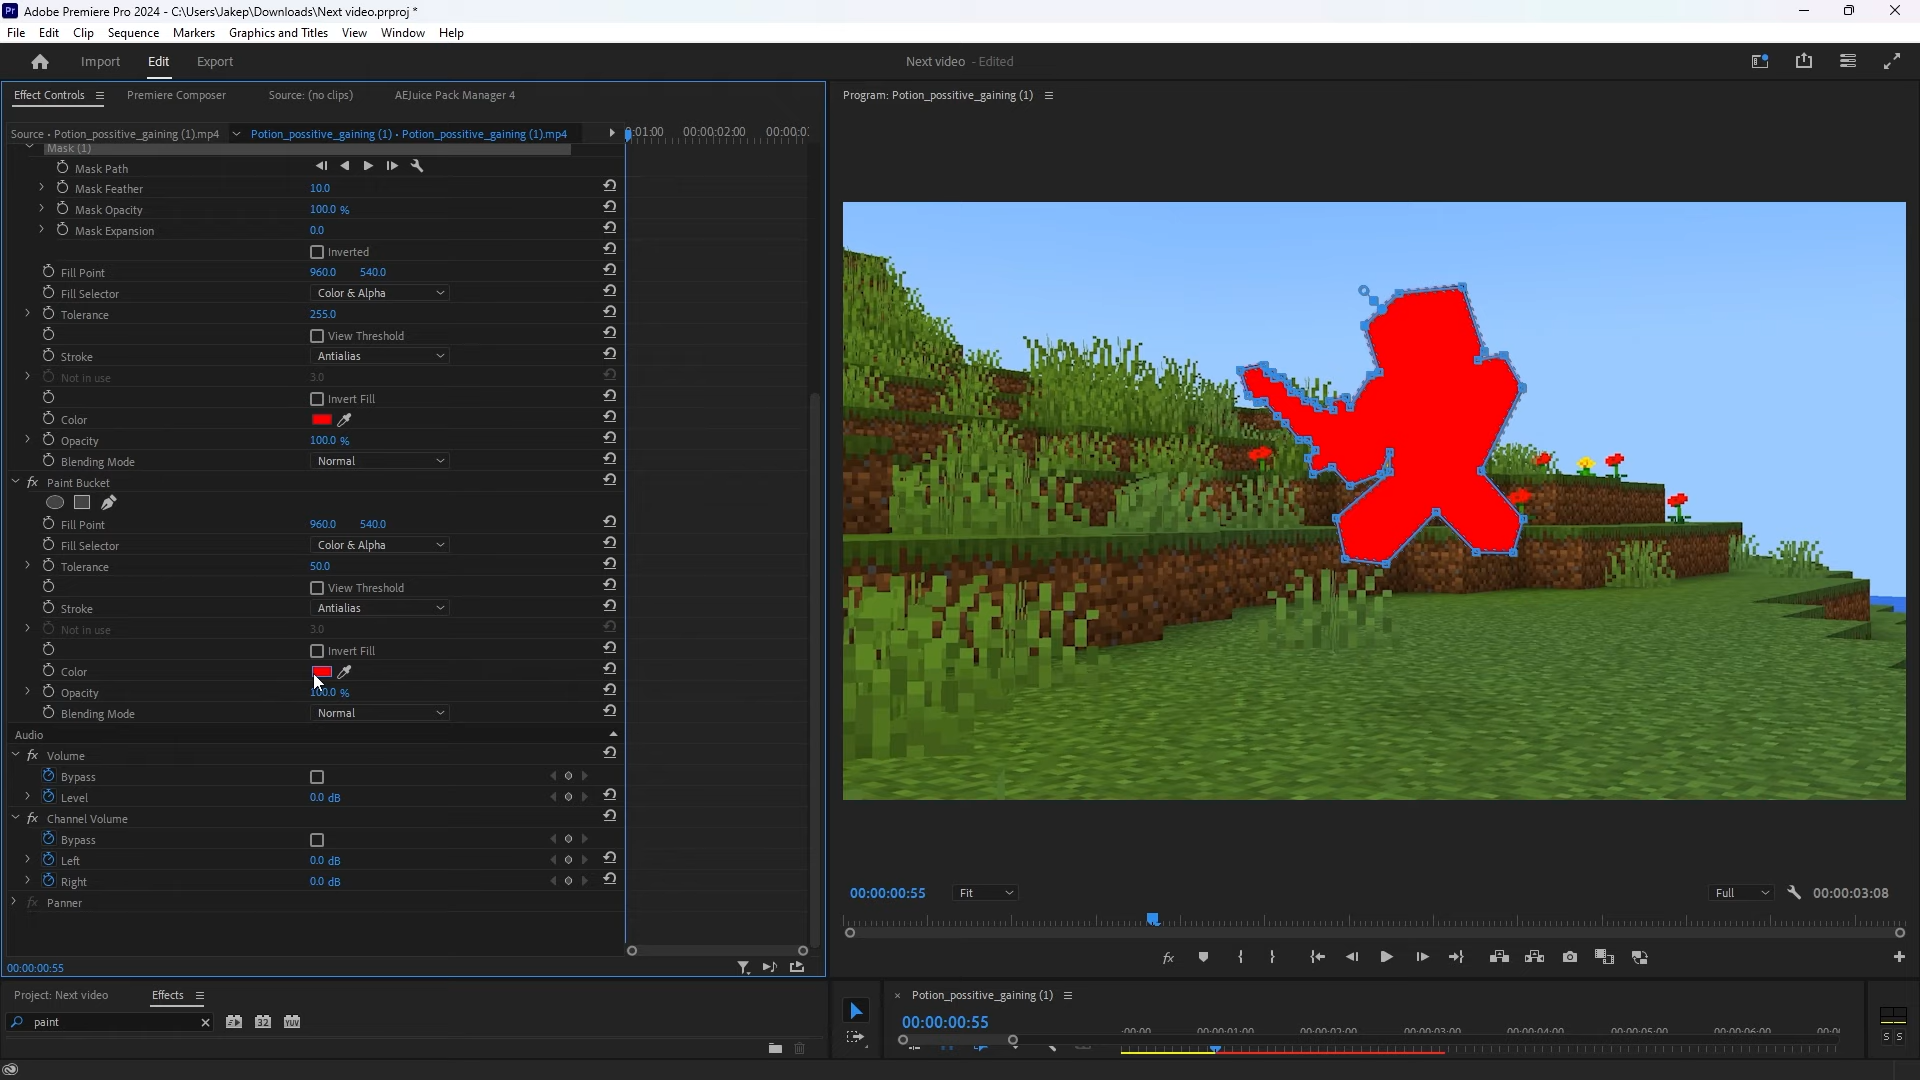 Pr Adobe Premiere Pro 2024 - C:\Users\Jakep\Downloads\Next video.prproj *
File Edit Clip Sequence Markers Graphics and Titles View Window Help
Import Edit Export
Next video - Edited
Effect Controls Premiere Composer Source: (no clips) AEJuice Pack Manager 4
Program: Potion_possitive_gaining (1)
Source • Potion_possitive_gaining (1).mp4 Potion_possitive_gaining (1) • Potion_possitive_gaining (1).mp4
:01:00 00:00:02:00 00:00:0
Mask (1)
Mask Path
Mask Feather 10.0
Mask Opacity 100.0 %
Mask Expansion 0.0
Inverted
Fill Point 960.0 540.0
Fill Selector Color & Alpha
Tolerance 255.0
View Threshold
Stroke Antialias
Not in use 3.0
Invert Fill
Color
Opacity 100.0 %
Blending Mode Normal
fx Paint Bucket
Fill Point 960.0 540.0
Fill Selector Color & Alpha
Tolerance 50.0
View Threshold
Stroke Antialias
Not in use 3.0
Invert Fill
Color
Opacity 100.0 %
Blending Mode Normal
Audio
fx Volume
Bypass
Level 0.0 dB
fx Channel Volume
Bypass
Left 0.0 dB
Right 0.0 dB
fx Panner
00:00:00:55
00:00:00:55 Fit Full 00:00:03:08
fx
Project: Next video Effects
paint
32 YUV
× Potion_possitive_gaining (1)
00:00:00:55
:00:00 00:00:01:00 00:00:02:00 00:00:03:00 00:00:04:00 00:00:05:00 00:00:06:00 00:0
S S